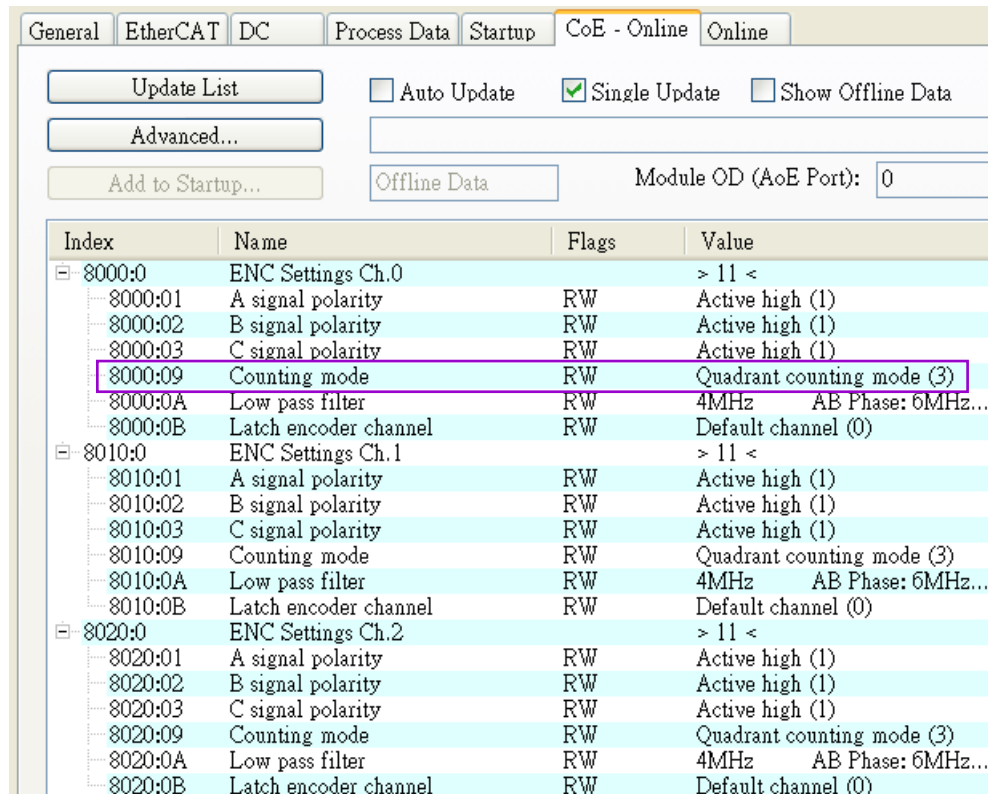 General EtherCAT DC Process Data Startup CoE - Online Online
Update List Auto Update Single Update Show Offline Data
Advanced...
Add to Startup... Offline Data Module OD (AoE Port): 0
Index Name Flags Value
8000:0 ENC Settings Ch.0 > 11 <
8000:01 A signal polarity RW Active high (1)
8000:02 B signal polarity RW Active high (1)
8000:03 C signal polarity RW Active high (1)
8000:09 Counting mode RW Quadrant counting mode (3)
8000:0A Low pass filter RW 4MHz AB Phase: 6MHz...
8000:0B Latch encoder channel RW Default channel (0)
8010:0 ENC Settings Ch.1 > 11 <
8010:01 A signal polarity RW Active high (1)
8010:02 B signal polarity RW Active high (1)
8010:03 C signal polarity RW Active high (1)
8010:09 Counting mode RW Quadrant counting mode (3)
8010:0A Low pass filter RW 4MHz AB Phase: 6MHz...
8010:0B Latch encoder channel RW Default channel (0)
8020:0 ENC Settings Ch.2 > 11 <
8020:01 A signal polarity RW Active high (1)
8020:02 B signal polarity RW Active high (1)
8020:03 C signal polarity RW Active high (1)
8020:09 Counting mode RW Quadrant counting mode (3)
8020:0A Low pass filter RW 4MHz AB Phase: 6MHz...
8020:0B Latch encoder channel RW Default channel (0)